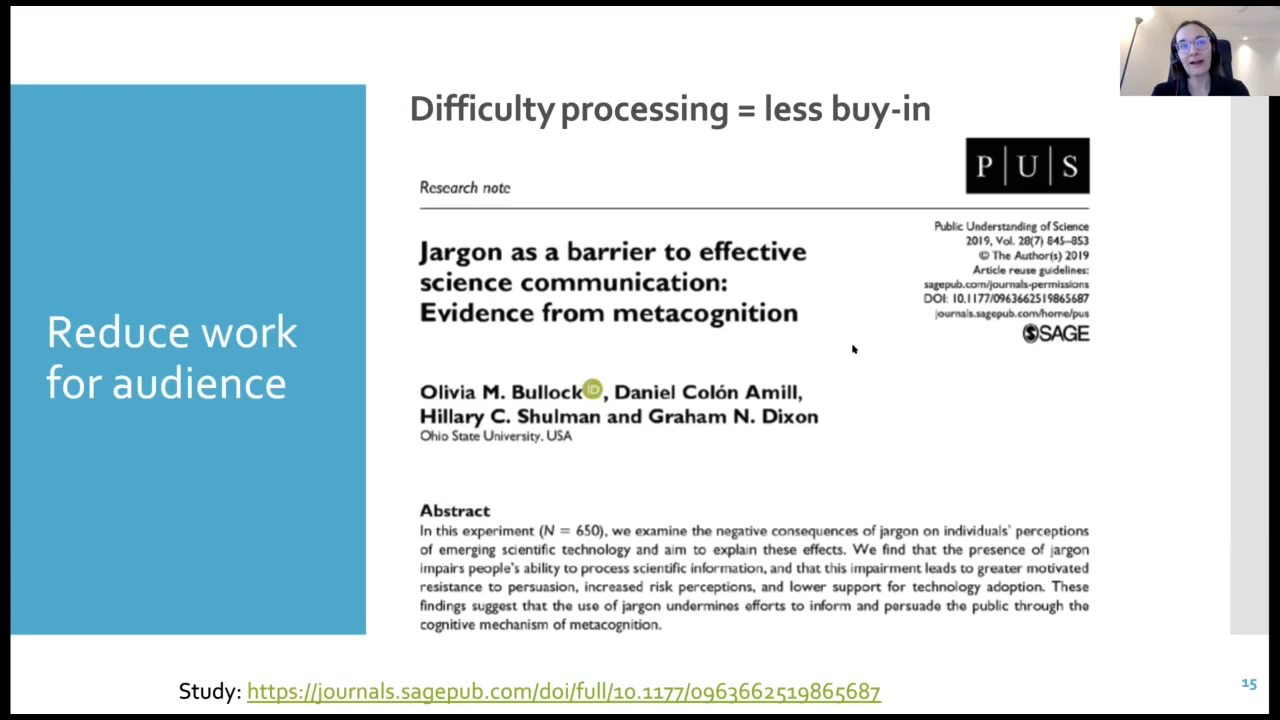 Difficulty processing = less buy-in
Reduce work
for audience
P|U|S
Research note
Public Understanding of Science
2019, Vol. 28(7) 845–853
© The Author(s) 2019
Article reuse guidelines:
sagepub.com/journals-permissions
DOI: 10.1177/0963662519865687
journals.sagepub.com/home/pus
SAGE
Jargon as a barrier to effective
science communication:
Evidence from metacognition
Olivia M. Bullock iD, Daniel Colón Amill,
Hillary C. Shulman and Graham N. Dixon
Ohio State University, USA
Abstract
In this experiment (N = 650), we examine the negative consequences of jargon on individuals’ perceptions
of emerging scientific technology and aim to explain these effects. We find that the presence of jargon
impairs people’s ability to process scientific information, and that this impairment leads to greater motivated
resistance to persuasion, increased risk perceptions, and lower support for technology adoption. These
findings suggest that the use of jargon undermines efforts to inform and persuade the public through the
cognitive mechanism of metacognition.
Study: https://journals.sagepub.com/doi/full/10.1177/0963662519865687
15